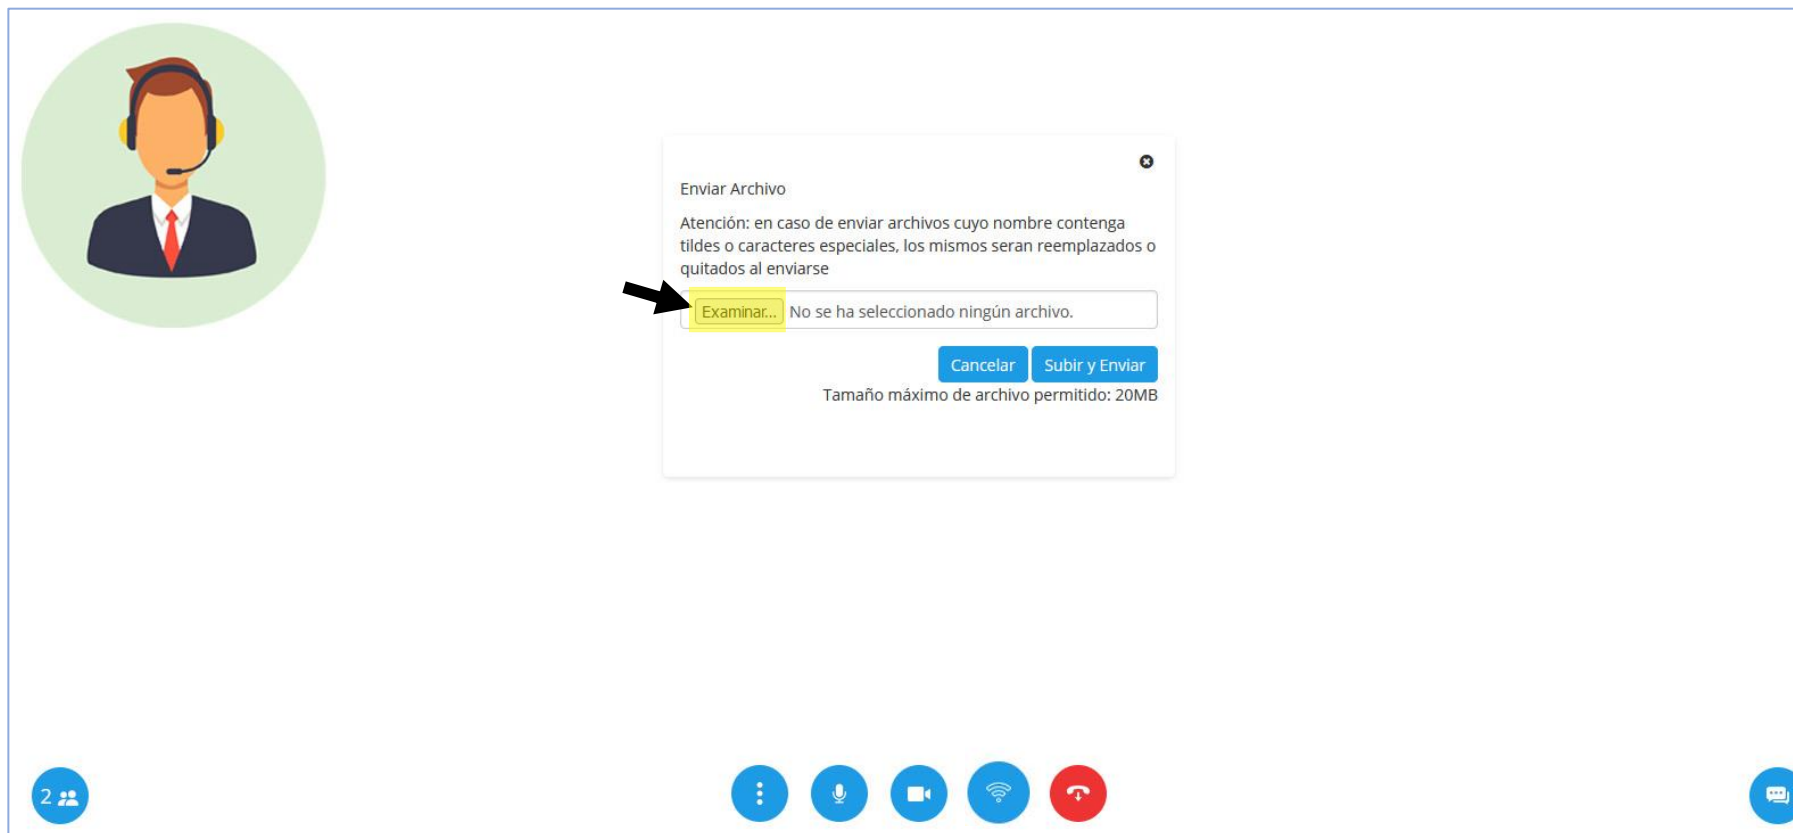 Enviar Archivo
Atención: en caso de enviar archivos cuyo nombre contenga
tildes o caracteres especiales, los mismos seran reemplazados o
quitados al enviarse
Examinar... No se ha seleccionado ningún archivo.
Cancelar Subir y Enviar
Tamaño máximo de archivo permitido: 20MB
2